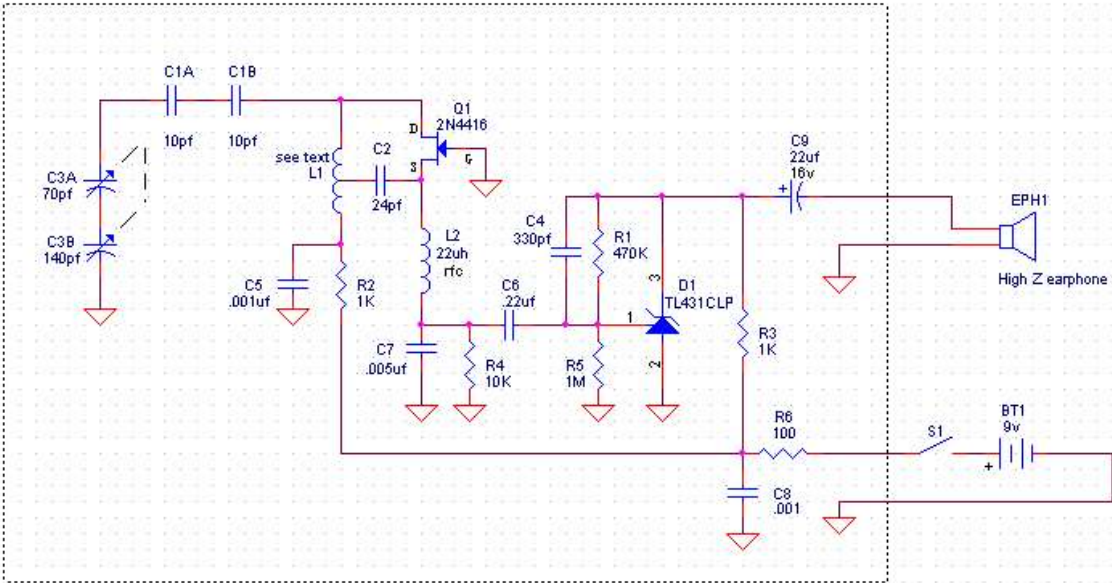 C1A
C1B
10pf
10pf
C3A
70pf
C3B
140pf
see text
L1
C2
24pf
Q1
2N4416
D
S
G
L2
22uh
rfc
C5
.001uf
R2
1K
C7
.005uf
R4
10K
C6
.22uf
C4
330pf
R1
470K
R5
1M
D1
TL431CLP
1
2
3
R3
1K
C9
22uf
16v
+
EPH1
High Z earphone
R6
100
C8
.001
S1
BT1
9v
+